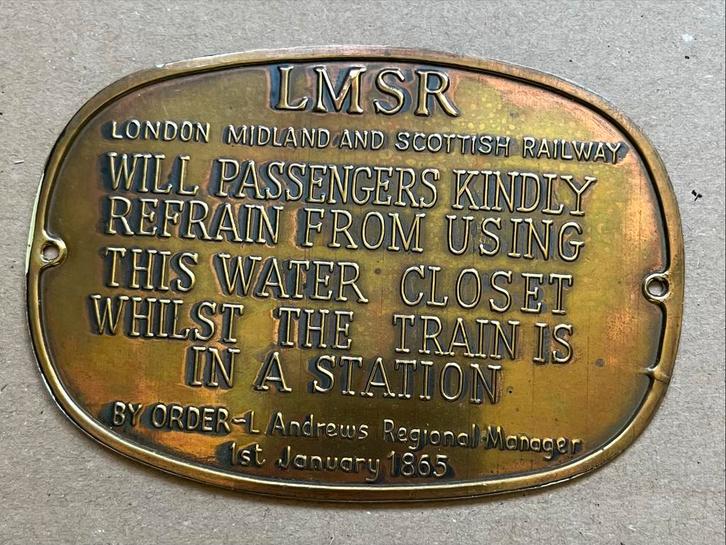 LMSR
LONDON MIDLAND AND SCOTTISH RAILWAY
WILL PASSENGERS KINDLY
REFRAIN FROM USING
THIS WATER CLOSET
WHILST THE TRAIN IS
IN A STATION
BY ORDER-L Andrews Regional Manager
1st January 1865